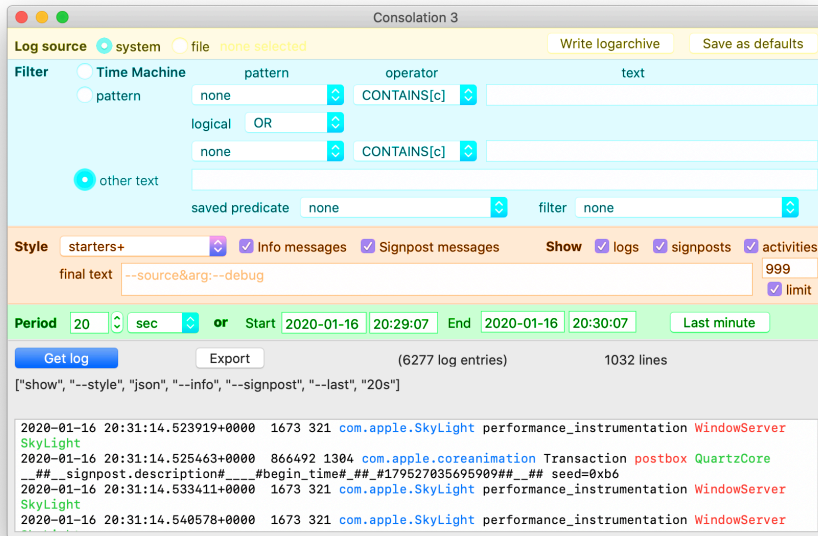 Consolation 3
Log source system file none selected Write logarchive Save as defaults
Filter Time Machine pattern operator text
pattern none CONTAINS[c]
logical OR
none CONTAINS[c]
other text
saved predicate none filter none
Style starters+ Info messages Signpost messages Show logs signposts activities
final text --source&arg:--debug 999
limit
Period 20 sec or Start 2020-01-16 20:29:07 End 2020-01-16 20:30:07 Last minute
Get log Export (6277 log entries) 1032 lines
["show", "--style", "json", "--info", "--signpost", "--last", "20s"]
2020-01-16 20:31:14.523919+0000 1673 321 com.apple.SkyLight performance_instrumentation WindowServer
SkyLight
2020-01-16 20:31:14.525463+0000 866492 1304 com.apple.coreanimation Transaction postbox QuartzCore
__##__signpost.description#____#begin_time#_##_#179527035695909##__## seed=0xb6
2020-01-16 20:31:14.533411+0000 1673 321 com.apple.SkyLight performance_instrumentation WindowServer
SkyLight
2020-01-16 20:31:14.540578+0000 1673 321 com.apple.SkyLight performance_instrumentation WindowServer